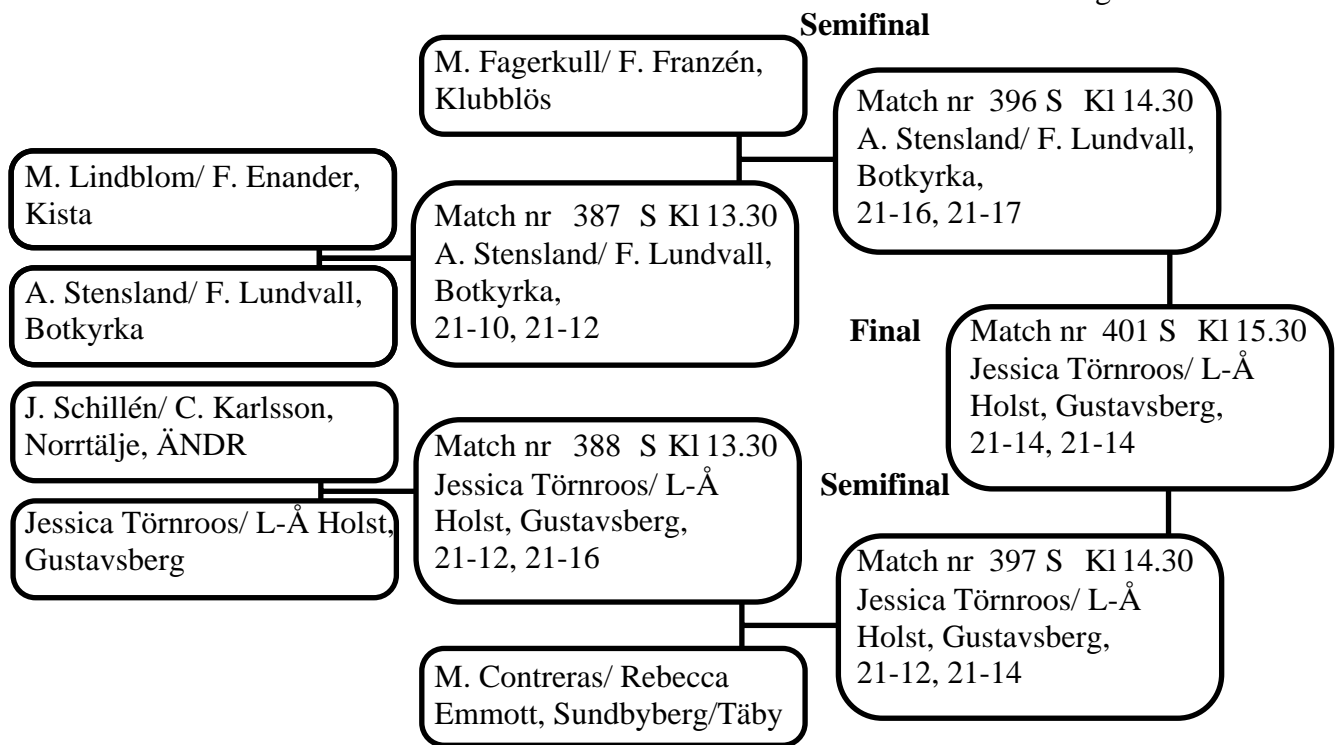 Semifinal
M. Fagerkull/ F. Franzén,
Klubblös
Match nr 396 S Kl 14.30
A. Stensland/ F. Lundvall,
Botkyrka,
21-16, 21-17
M. Lindblom/ F. Enander,
Kista
Match nr 387 S Kl 13.30
A. Stensland/ F. Lundvall,
Botkyrka,
21-10, 21-12
A. Stensland/ F. Lundvall,
Botkyrka
Final
Match nr 401 S Kl 15.30
Jessica Törnroos/ L-Å
Holst, Gustavsberg,
21-14, 21-14
J. Schillén/ C. Karlsson,
Norrtälje, ÄNDR
Match nr 388 S Kl 13.30
Jessica Törnroos/ L-Å
Holst, Gustavsberg,
21-12, 21-16
Semifinal
Jessica Törnroos/ L-Å Holst,
Gustavsberg
Match nr 397 S Kl 14.30
Jessica Törnroos/ L-Å
Holst, Gustavsberg,
21-12, 21-14
M. Contreras/ Rebecca
Emmott, Sundbyberg/Täby